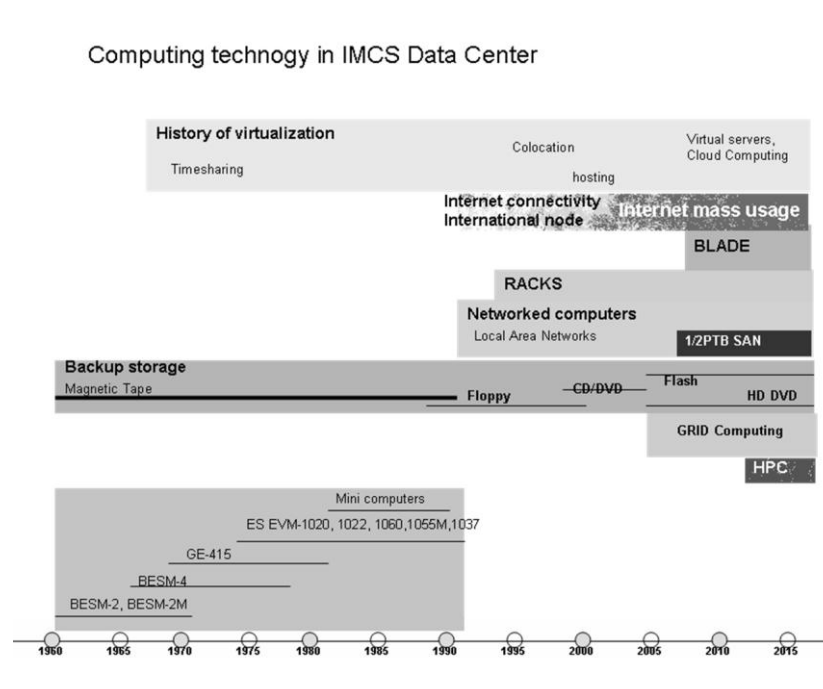 Computing technogy in IMCS Data Center
History of virtualization
Timesharing
Colocation
hosting
Virtual servers,
Cloud Computing
Internet connectivity
International node
Internet mass usage
BLADE
RACKS
Networked computers
Local Area Networks
1/2PTB SAN
Backup storage
Magnetic Tape
Floppy
CD/DVD
Flash
HD DVD
GRID Computing
HPC
Mini computers
ES EVM-1020, 1022, 1060,1055M,1037
GE-415
BESM-4
BESM-2, BESM-2M
1960 1965 1970 1975 1980 1985 1990 1995 2000 2005 2010 2015